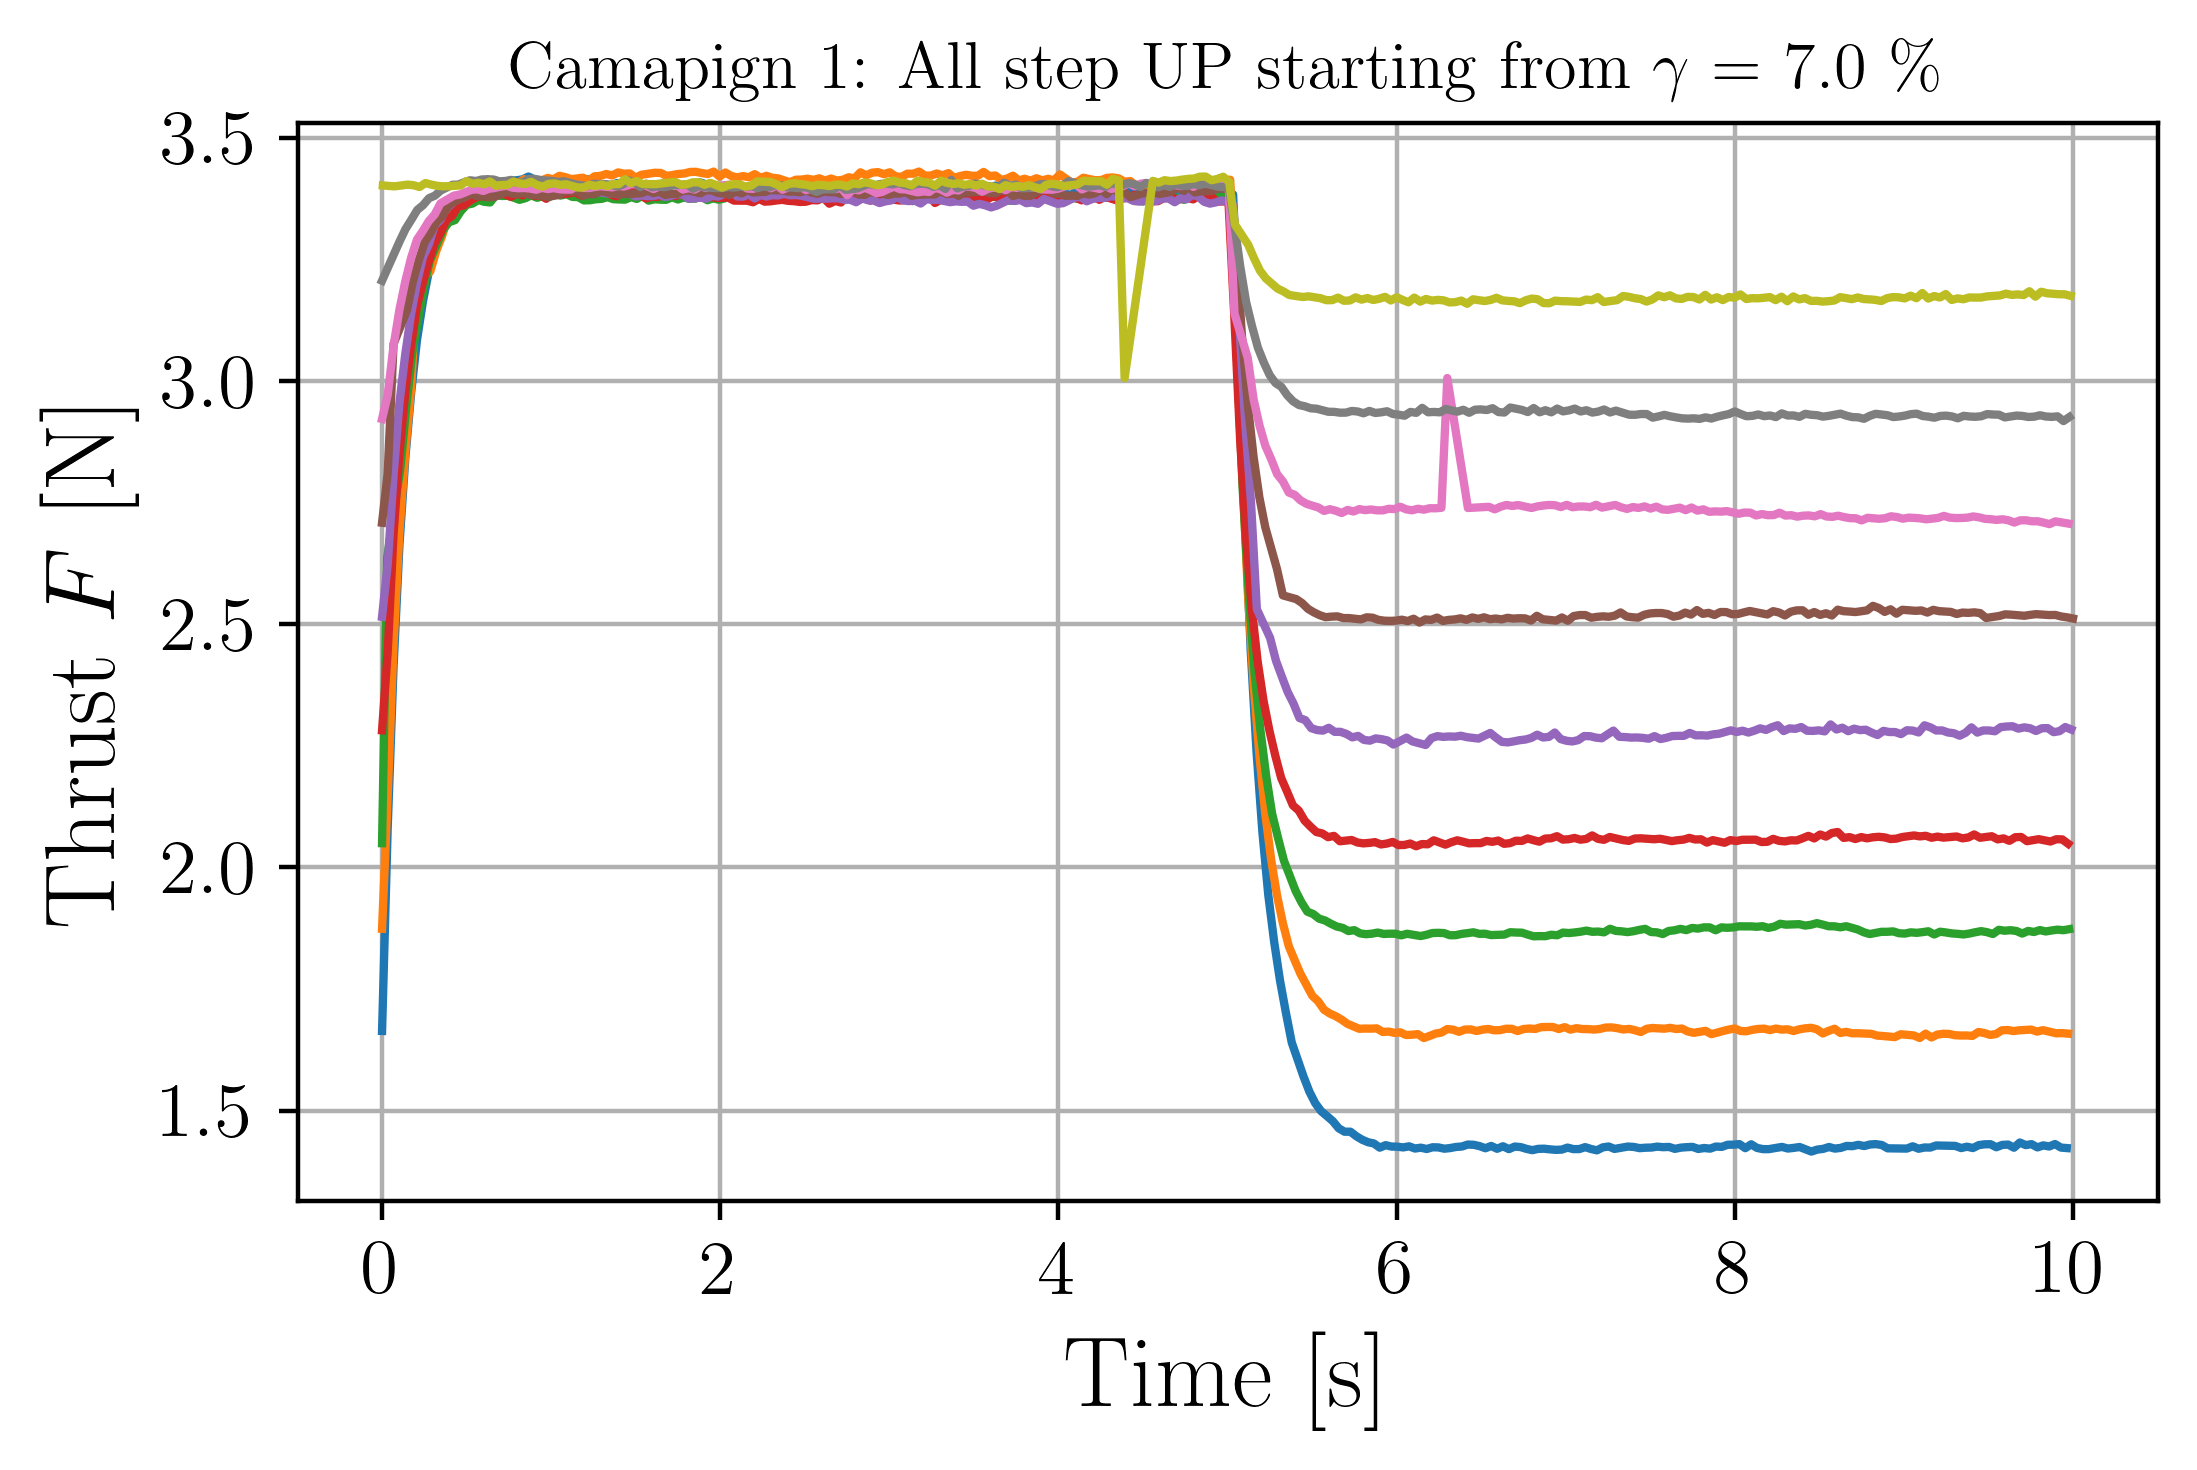 Camapign 1: All step UP starting from γ = 7.0 %
Thrust F [N]
3.5
3.0
2.5
2.0
1.5
0 2 4 6 8 10
Time [s]